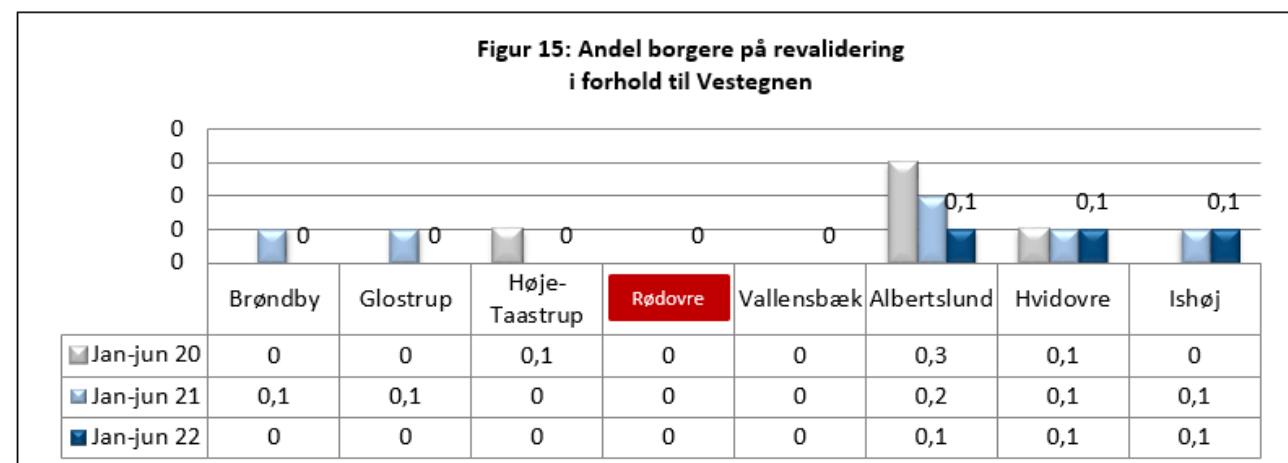 Figur 15: Andel borgere på revalidering
i forhold til Vestegnen
0
0
0
0
0
0 0 0 0 0 0,1 0,1 0,1
Brøndby Glostrup Høje-Taastrup Rødovre Vallensbæk Albertslund Hvidovre Ishøj
Jan-jun 20 0 0 0,1 0 0 0,3 0,1 0
Jan-jun 21 0,1 0,1 0 0 0 0,2 0,1 0,1
Jan-jun 22 0 0 0 0 0 0,1 0,1 0,1